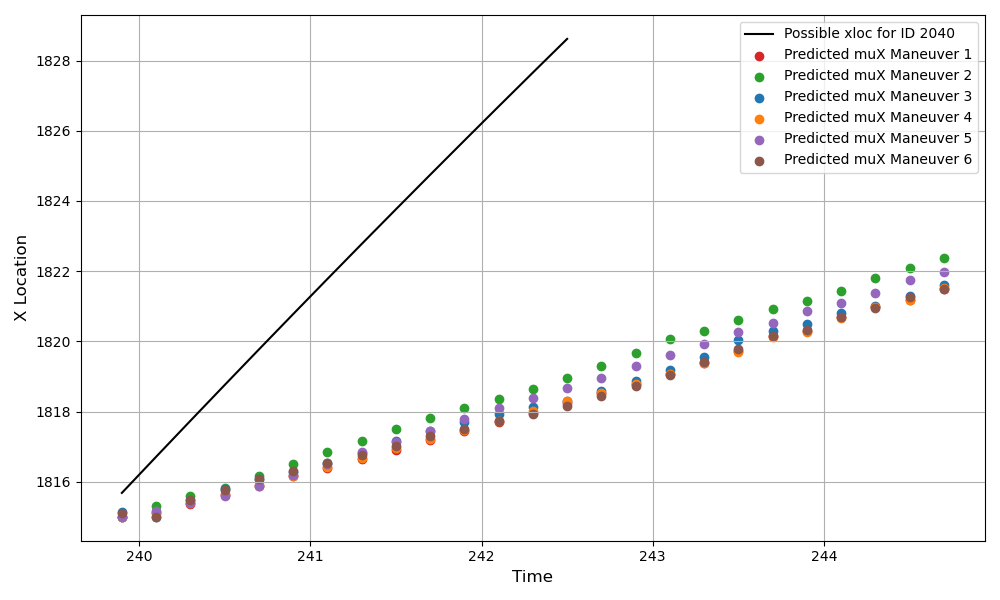 Possible xloc for ID 2040
Predicted muX Maneuver 1
Predicted muX Maneuver 2
Predicted muX Maneuver 3
Predicted muX Maneuver 4
Predicted muX Maneuver 5
Predicted muX Maneuver 6
X Location
1828
1826
1824
1822
1820
1818
1816
240 241 242 243 244
Time